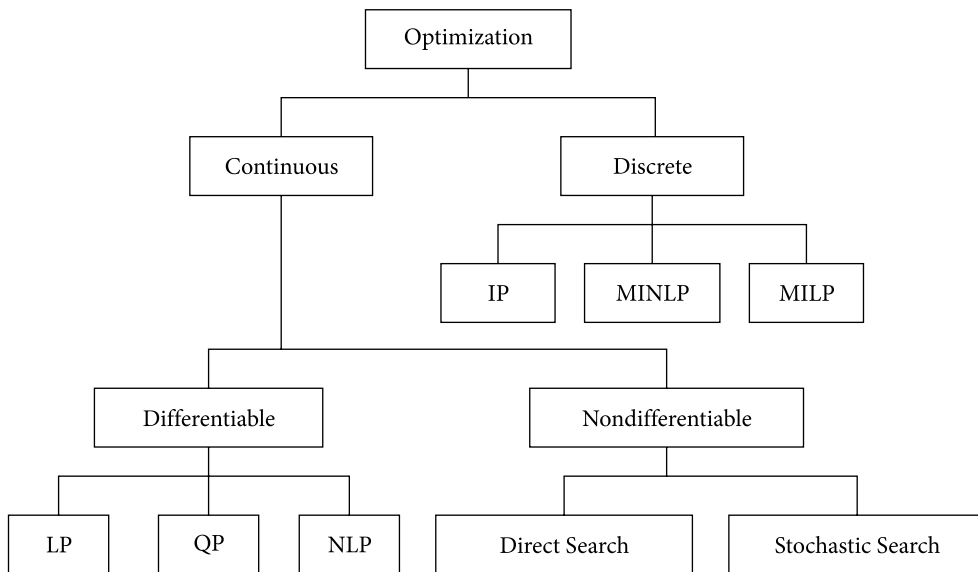 Optimization
Continuous
Discrete
IP
MINLP
MILP
Differentiable
Nondifferentiable
LP
QP
NLP
Direct Search
Stochastic Search